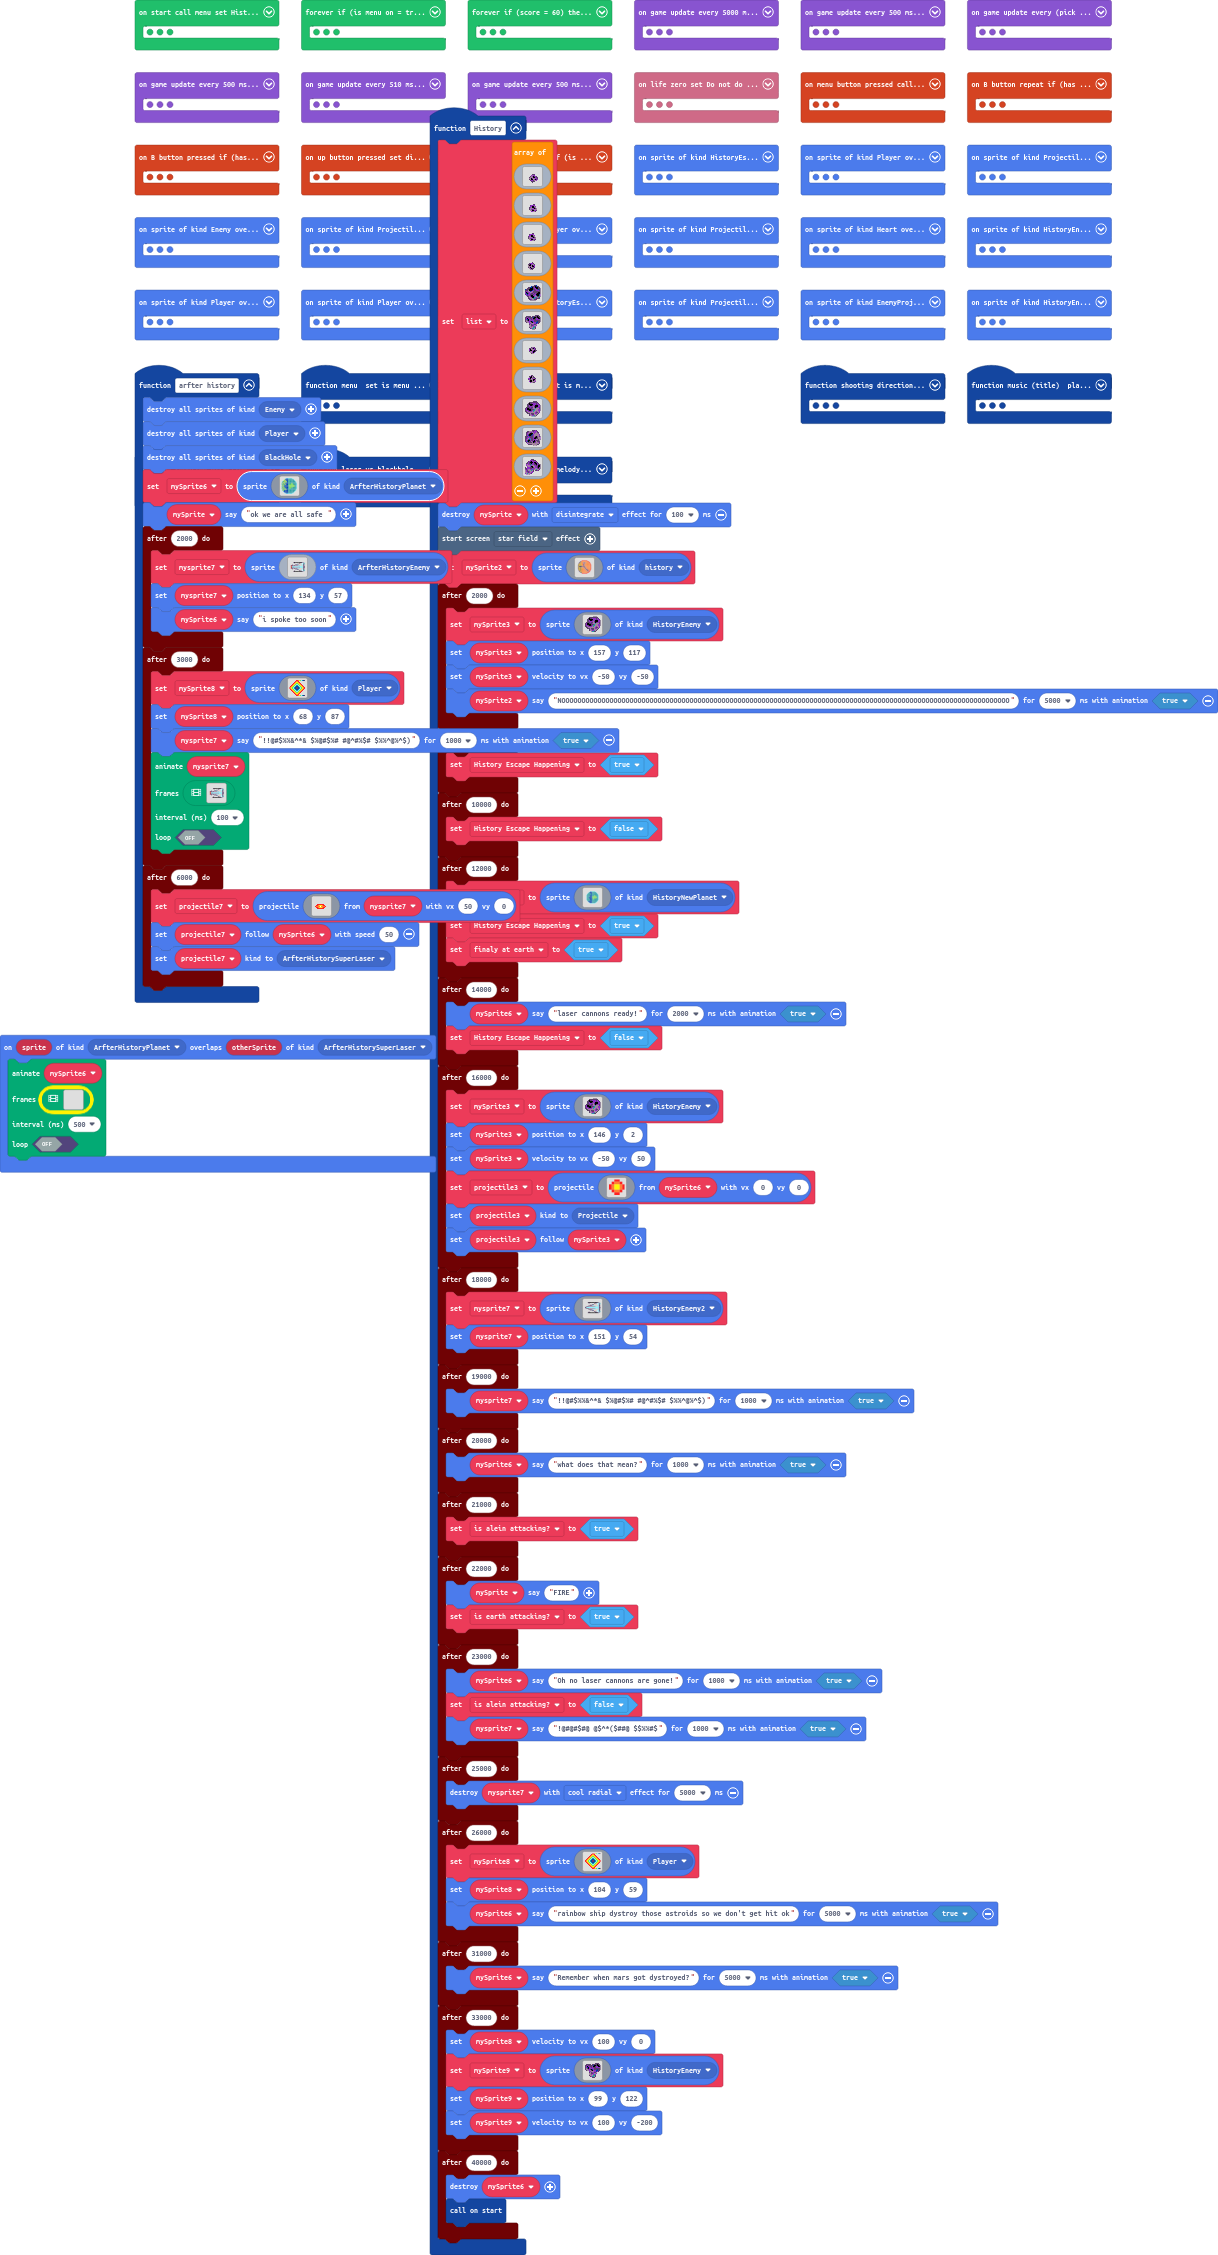 on start call menu set Hist...
forever if (is menu on = tr...
forever if (score = 60) the...
on game update every 5000 m...
on game update every 500 ms...
on game update every (pick ...
on game update every 500 ms...
on game update every 510 ms...
on game update every 500 ms...
on life zero set Do not do ...
on menu button pressed call...
on B button repeat if (has ...
function History
on B button pressed if (has...
on up button pressed set di...
array of
f (is ...
on sprite of kind HistoryEs...
on sprite of kind Player ov...
on sprite of kind Projectil...
on sprite of kind Enemy ove...
on sprite of kind Projectil...
yer ov...
on sprite of kind Projectil...
on sprite of kind Heart ove...
on sprite of kind HistoryEn...
on sprite of kind Player ov...
on sprite of kind Player ov...
toryEs...
on sprite of kind Projectil...
on sprite of kind EnemyProj...
on sprite of kind HistoryEn...
set list to
function arfter history
function menu set is menu ...
t is m...
function shooting direction...
function music (title) pla...
elody...
destroy all sprites of kind Enemy
destroy all sprites of kind Player
destroy all sprites of kind BlackHole
set mySprite6 to sprite of kind ArfterHistoryPlanet
mySprite say "ok we are all safe "
after 2000 do
set mysprite7 to sprite of kind ArfterHistoryEnemy
set mysprite7 position to x 134 y 57
mySprite6 say "i spoke too soon"
after 3000 do
set mySprite8 to sprite of kind Player
set mySprite8 position to x 68 y 87
mysprite7 say "!!@#$%%&^*& $%@#$%# #@^#%$# $%%^@%^$)" for 1000 ms with animation true
animate mysprite7
frames
interval (ms) 100
loop OFF
after 6000 do
set projectile7 to projectile from mysprite7 with vx 50 vy 0
set projectile7 follow mySprite6 with speed 50
set projectile7 kind to ArfterHistorySuperLaser
on sprite of kind ArfterHistoryPlanet overlaps otherSprite of kind ArfterHistorySuperLaser
animate mySprite6
frames
interval (ms) 500
loop OFF
destroy mySprite with disintegrate effect for 100 ms
start screen star field effect
mySprite2 to sprite of kind history
after 2000 do
set mySprite3 to sprite of kind HistoryEnemy
set mySprite3 position to x 157 y 117
set mySprite3 velocity to vx -50 vy -50
mySprite2 say for 5000 ms with animation true
set History Escape Happening to true
after 10000 do
set History Escape Happening to false
after 12000 do
to sprite of kind HistoryNewPlanet
set History Escape Happening to true
set finaly at earth to true
after 14000 do
mySprite6 say "laser cannons ready!" for 2000 ms with animation true
set History Escape Happening to false
after 16000 do
set mySprite3 to sprite of kind HistoryEnemy
set mySprite3 position to x 146 y 2
set mySprite3 velocity to vx -50 vy 50
set projectile3 to projectile from mySprite6 with vx 0 vy 0
set projectile3 kind to Projectile
set projectile3 follow mySprite3
after 18000 do
set mysprite7 to sprite of kind HistoryEnemy2
set mysprite7 position to x 151 y 54
after 19000 do
mysprite7 say "!!@#$%%&^*& $%@#$%# #@^#%$# $%%^@%^$)" for 1000 ms with animation true
after 20000 do
mySprite6 say "what does that mean?" for 1000 ms with animation true
after 21000 do
set is alein attacking? to true
after 22000 do
mySprite say "FIRE"
set is earth attacking? to true
after 23000 do
mySprite6 say "Oh no laser cannons are gone!" for 1000 ms with animation true
set is alein attacking? to false
mysprite7 say "!@#@#$#@ @$^*($##@ $$%%#$" for 1000 ms with animation true
after 25000 do
destroy mysprite7 with cool radial effect for 5000 ms
after 26000 do
set mySprite8 to sprite of kind Player
set mySprite8 position to x 104 y 59
mySprite6 say "rainbow ship dystroy those astroids so we don't get hit ok" for 5000 ms with animation true
after 31000 do
mySprite6 say "Remember when mars got dystroyed?" for 5000 ms with animation true
after 33000 do
set mySprite8 velocity to vx 100 vy 0
set mySprite9 to sprite of kind HistoryEnemy
set mySprite9 position to x 99 y 122
set mySprite9 velocity to vx 100 vy -200
after 40000 do
destroy mySprite6
call on start